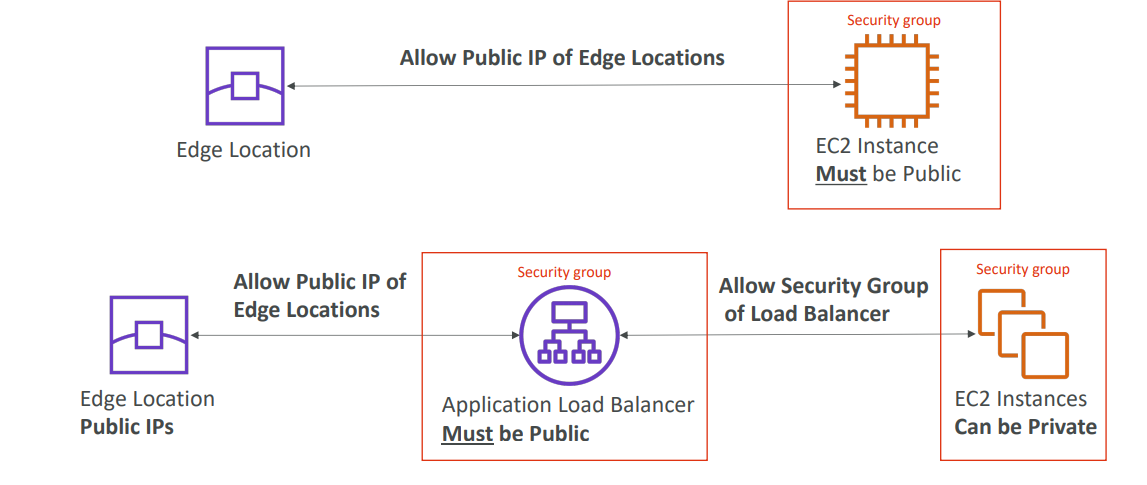 Security group
Allow Public IP of Edge Locations
Edge Location
EC2 Instance
Must be Public
Security group
Allow Public IP of
Edge Locations
Allow Security Group
of Load Balancer
Security group
Edge Location
Public IPs
Application Load Balancer
Must be Public
EC2 Instances
Can be Private